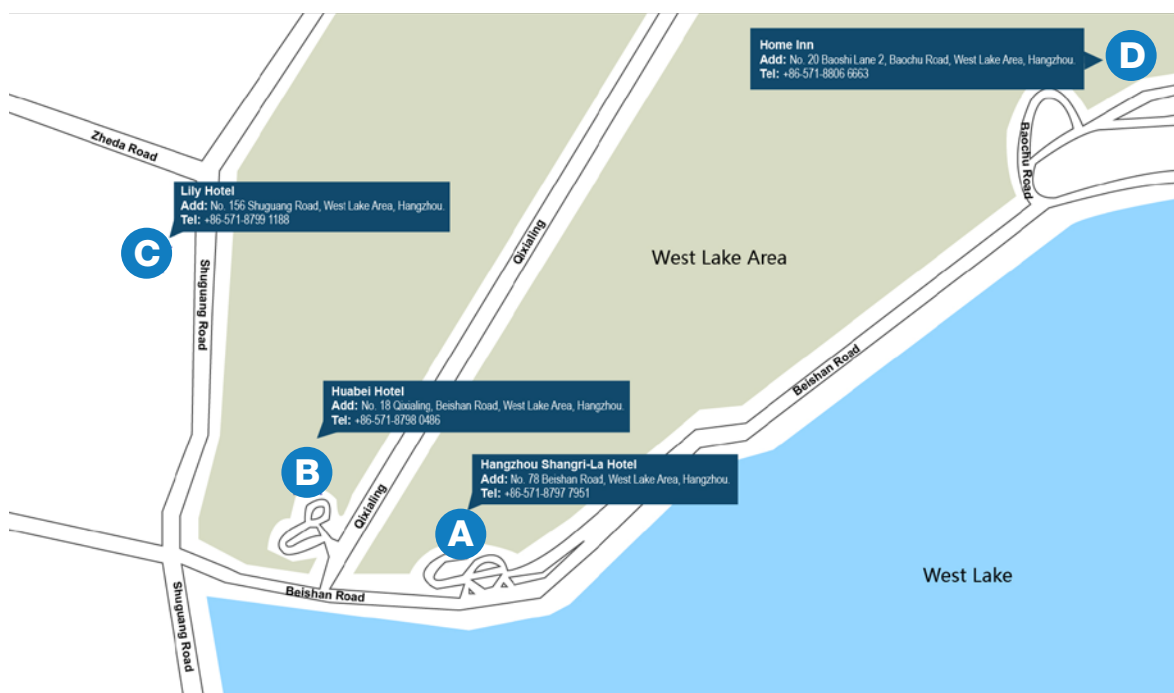 Home Inn
Add: No. 20 Baoshi Lane 2, Baochu Road, West Lake Area, Hangzhou.
Tel: +86-571-8806 6663
D
Zheda Road
Baochu Road
Lily Hotel
Add: No. 156 Shuguang Road, West Lake Area, Hangzhou.
Tel: +86-571-8799 1188
C
Qixialing
West Lake Area
Shuguang Road
Beishan Road
Huabei Hotel
Add: No. 18 Qixialing, Beishan Road, West Lake Area, Hangzhou.
Tel: +86-571-8798 0486
B
Hangzhou Shangri-La Hotel
Add: No. 78 Beishan Road, West Lake Area, Hangzhou.
Tel: +86-571-8797 7951
Qixialing
A
West Lake
Beishan Road
Shuguang Road